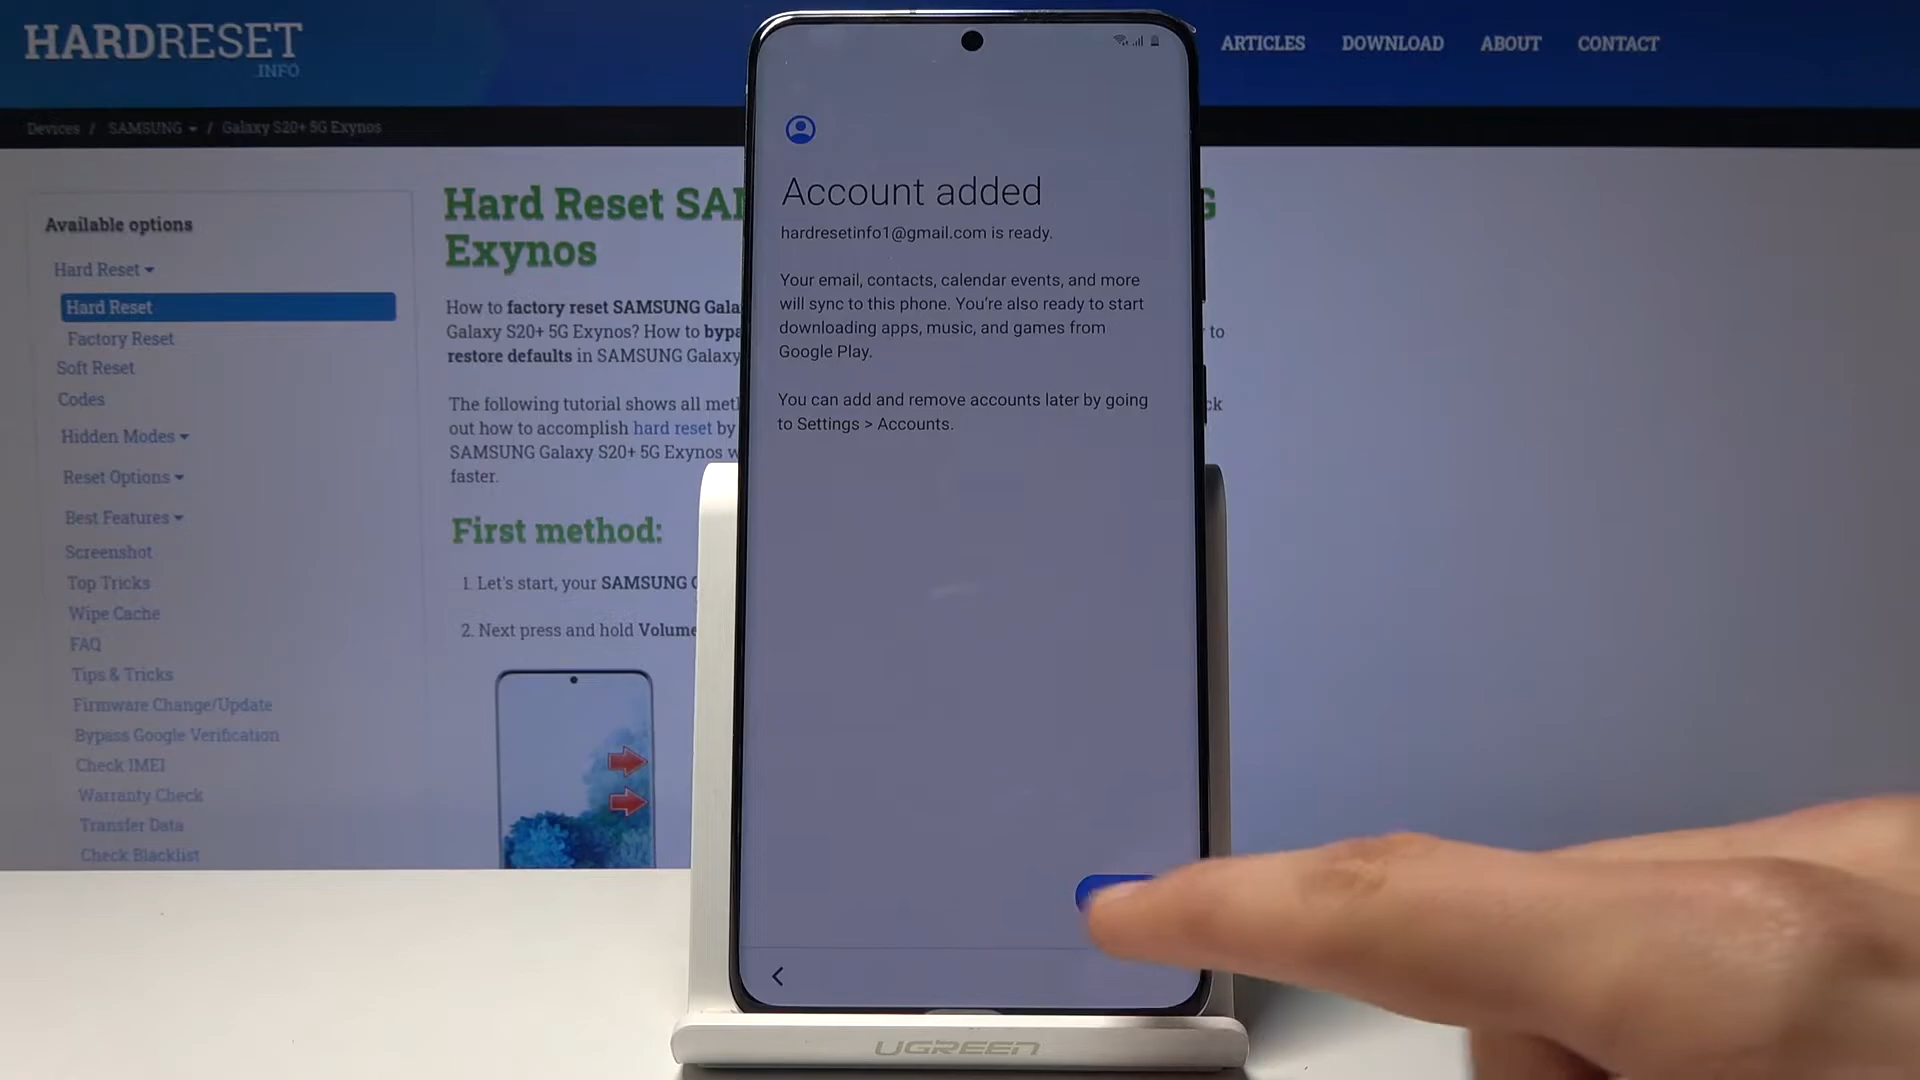 HARDRESET
.INFO
ARTICLES DOWNLOAD ABOUT CONTACT
Devices / SAMSUNG / Galaxy S20+ 5G Exynos
Available options
Hard Reset
Hard Reset
Factory Reset
Soft Reset
Codes
Hidden Modes
Reset Options
Best Features
Screenshot
Top Tricks
Wipe Cache
FAQ
Tips & Tricks
Firmware Change/Update
Bypass Google Verification
Check IMEI
Warranty Check
Transfer Data
Check Blacklist
Hard Reset SA G
Exynos
How to factory reset SAMSUNG Gala
Galaxy S20+ 5G Exynos? How to bypa to
restore defaults in SAMSUNG Galaxy
The following tutorial shows all met ck
out how to accomplish hard reset by
SAMSUNG Galaxy S20+ 5G Exynos w
faster.
First method:
1. Let's start, your SAMSUNG
2. Next press and hold Volume
Account added
hardresetinfo1@gmail.com is ready.
Your email, contacts, calendar events, and more
will sync to this phone. You're also ready to start
downloading apps, music, and games from
Google Play.
You can add and remove accounts later by going
to Settings > Accounts.
UGREEN